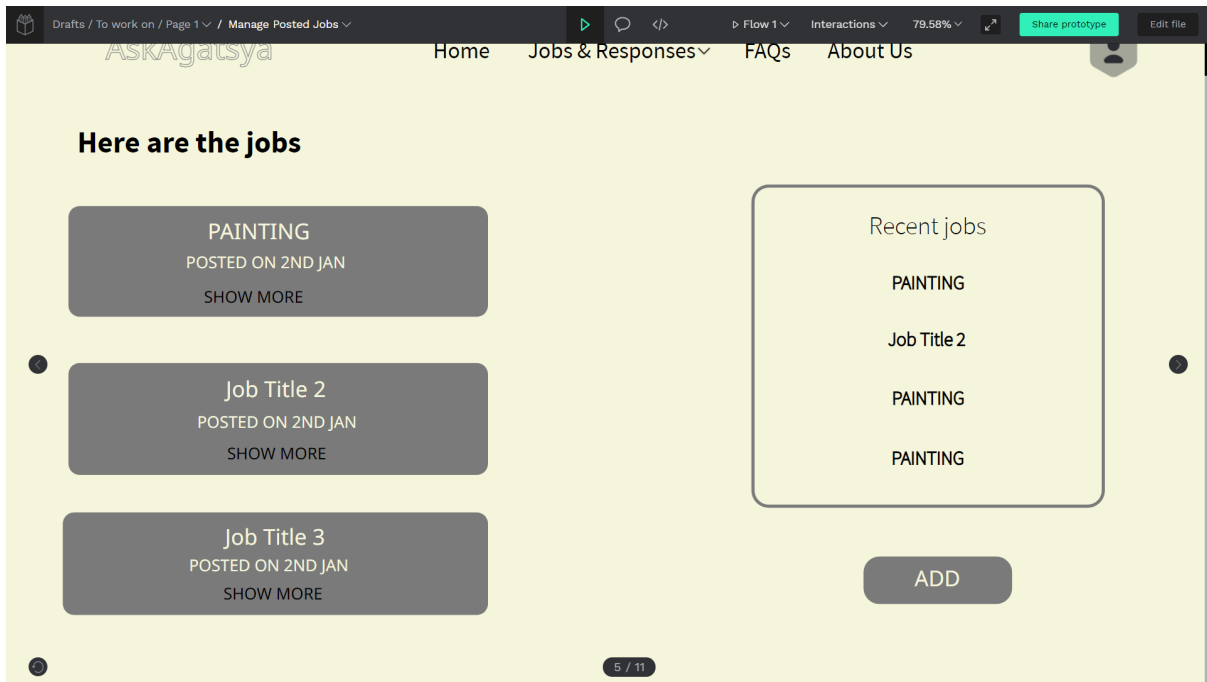 Drafts / To work on / Page 1 / Manage Posted Jobs
Flow 1 Interactions 79.58% Share prototype Edit file
AskAgatsya Home Jobs & Responses FAQs About Us
Here are the jobs
PAINTING
POSTED ON 2ND JAN
SHOW MORE
Job Title 2
POSTED ON 2ND JAN
SHOW MORE
Job Title 3
POSTED ON 2ND JAN
SHOW MORE
Recent jobs
PAINTING
Job Title 2
PAINTING
PAINTING
ADD
5 / 11